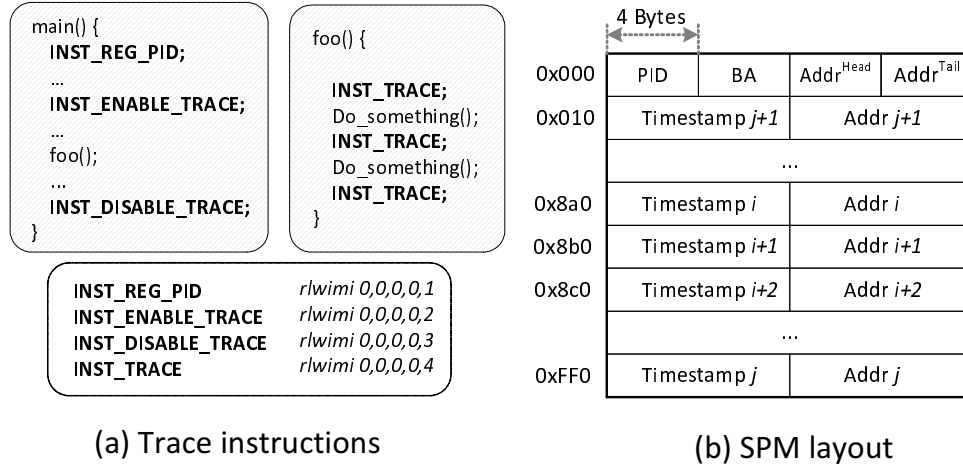 main() {
INST_REG_PID;
...
INST_ENABLE_TRACE;
...
foo();
...
INST_DISABLE_TRACE;
}
foo() {
INST_TRACE;
Do_something();
INST_TRACE;
Do_something();
INST_TRACE;
}
INST_REG_PID rlwimi 0,0,0,0,1
INST_ENABLE_TRACE rlwimi 0,0,0,0,2
INST_DISABLE_TRACE rlwimi 0,0,0,0,3
INST_TRACE rlwimi 0,0,0,0,4
(a) Trace instructions
4 Bytes
0x000 PID BA Addr^Head Addr^Tail
0x010 Timestamp j+1 Addr j+1
...
0x8a0 Timestamp i Addr i
0x8b0 Timestamp i+1 Addr i+1
0x8c0 Timestamp i+2 Addr i+2
...
0xFF0 Timestamp j Addr j
(b) SPM layout